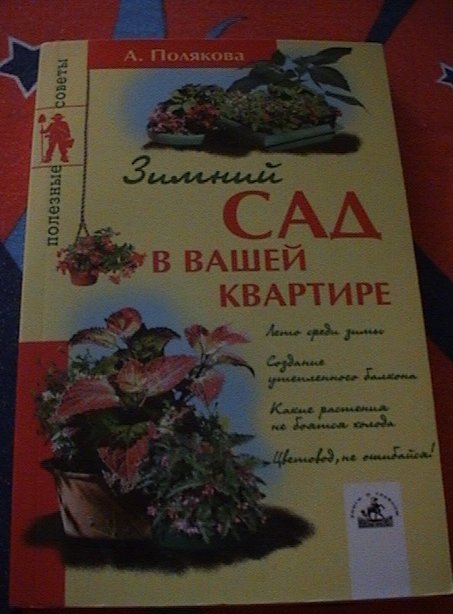 А. Полякова
полезные советы
Зимний
САД
В ВАШЕЙ
КВАРТИРЕ
Лето среди зимы
Создание
утепленного балкона
Какие растения
не боятся холода
Цветовод, не ошибайся!